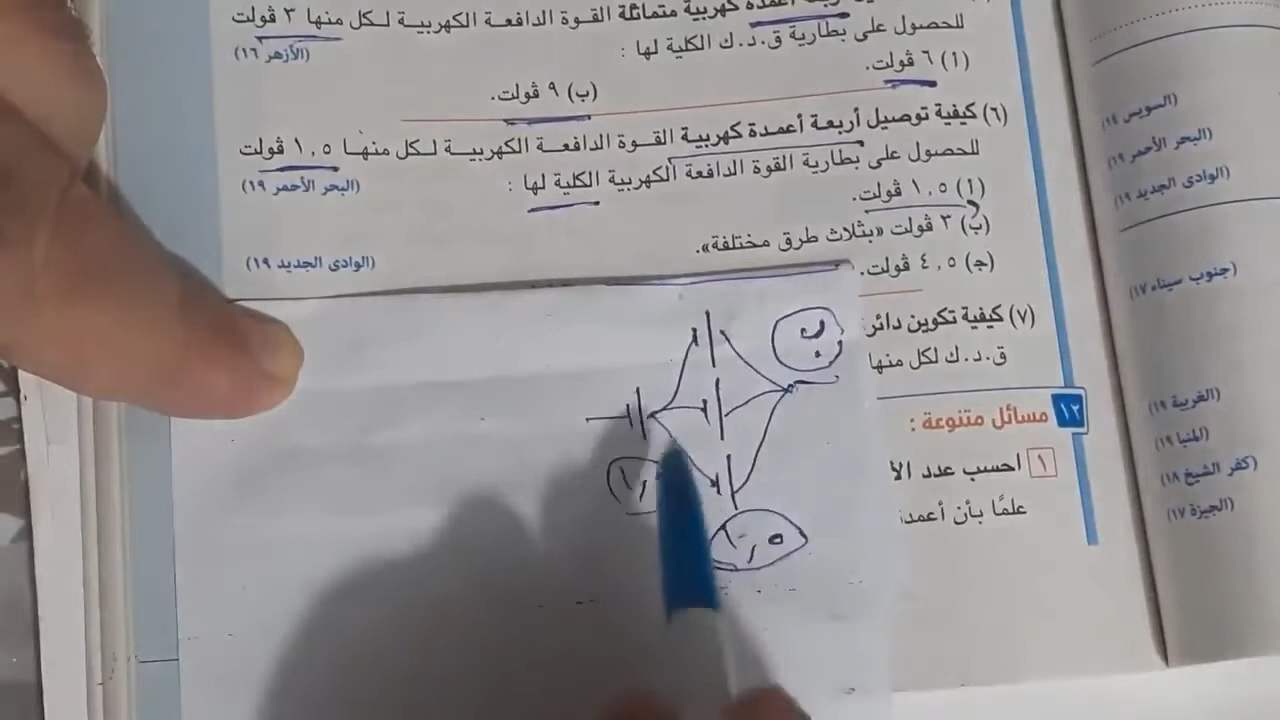 أربعة أعمدة كهربية متماثلة القوة الدافعة الكهربية لكل منها ٣ ڤولت
للحصول على بطارية ق.د.ك الكلية لها :
(الأزهر ١٦)
(أ) ٦ ڤولت.
(ب) ٩ ڤولت.
(٦) كيفية توصيل أربعة أعمدة كهربية القوة الدافعة الكهربية لكل منها ١,٥ ڤولت
للحصول على بطارية القوة الدافعة الكهربية الكلية لها :
(البحر الأحمر ١٩)
(أ) ١,٥ ڤولت.
(ب) ٣ ڤولت «بثلاث طرق مختلفة».
(الوادى الجديد ١٩)
(جـ) ٤,٥ ڤولت.
(٧) كيفية تكوين دائر
ق.د.ك لكل منها
١٢ مسائل متنوعة :
١ احسب عدد الأ
علمًا بأن أعمد
ب
١,
١,٥
(السويس ١٩)
(البحر الأحمر ١٩)
(الوادى الجديد ١٩)
(جنوب سيناء ١٧)
(الغربية ١٩)
(المنيا ١٩)
(كفر الشيخ ١٨)
(الجيزة ١٧)